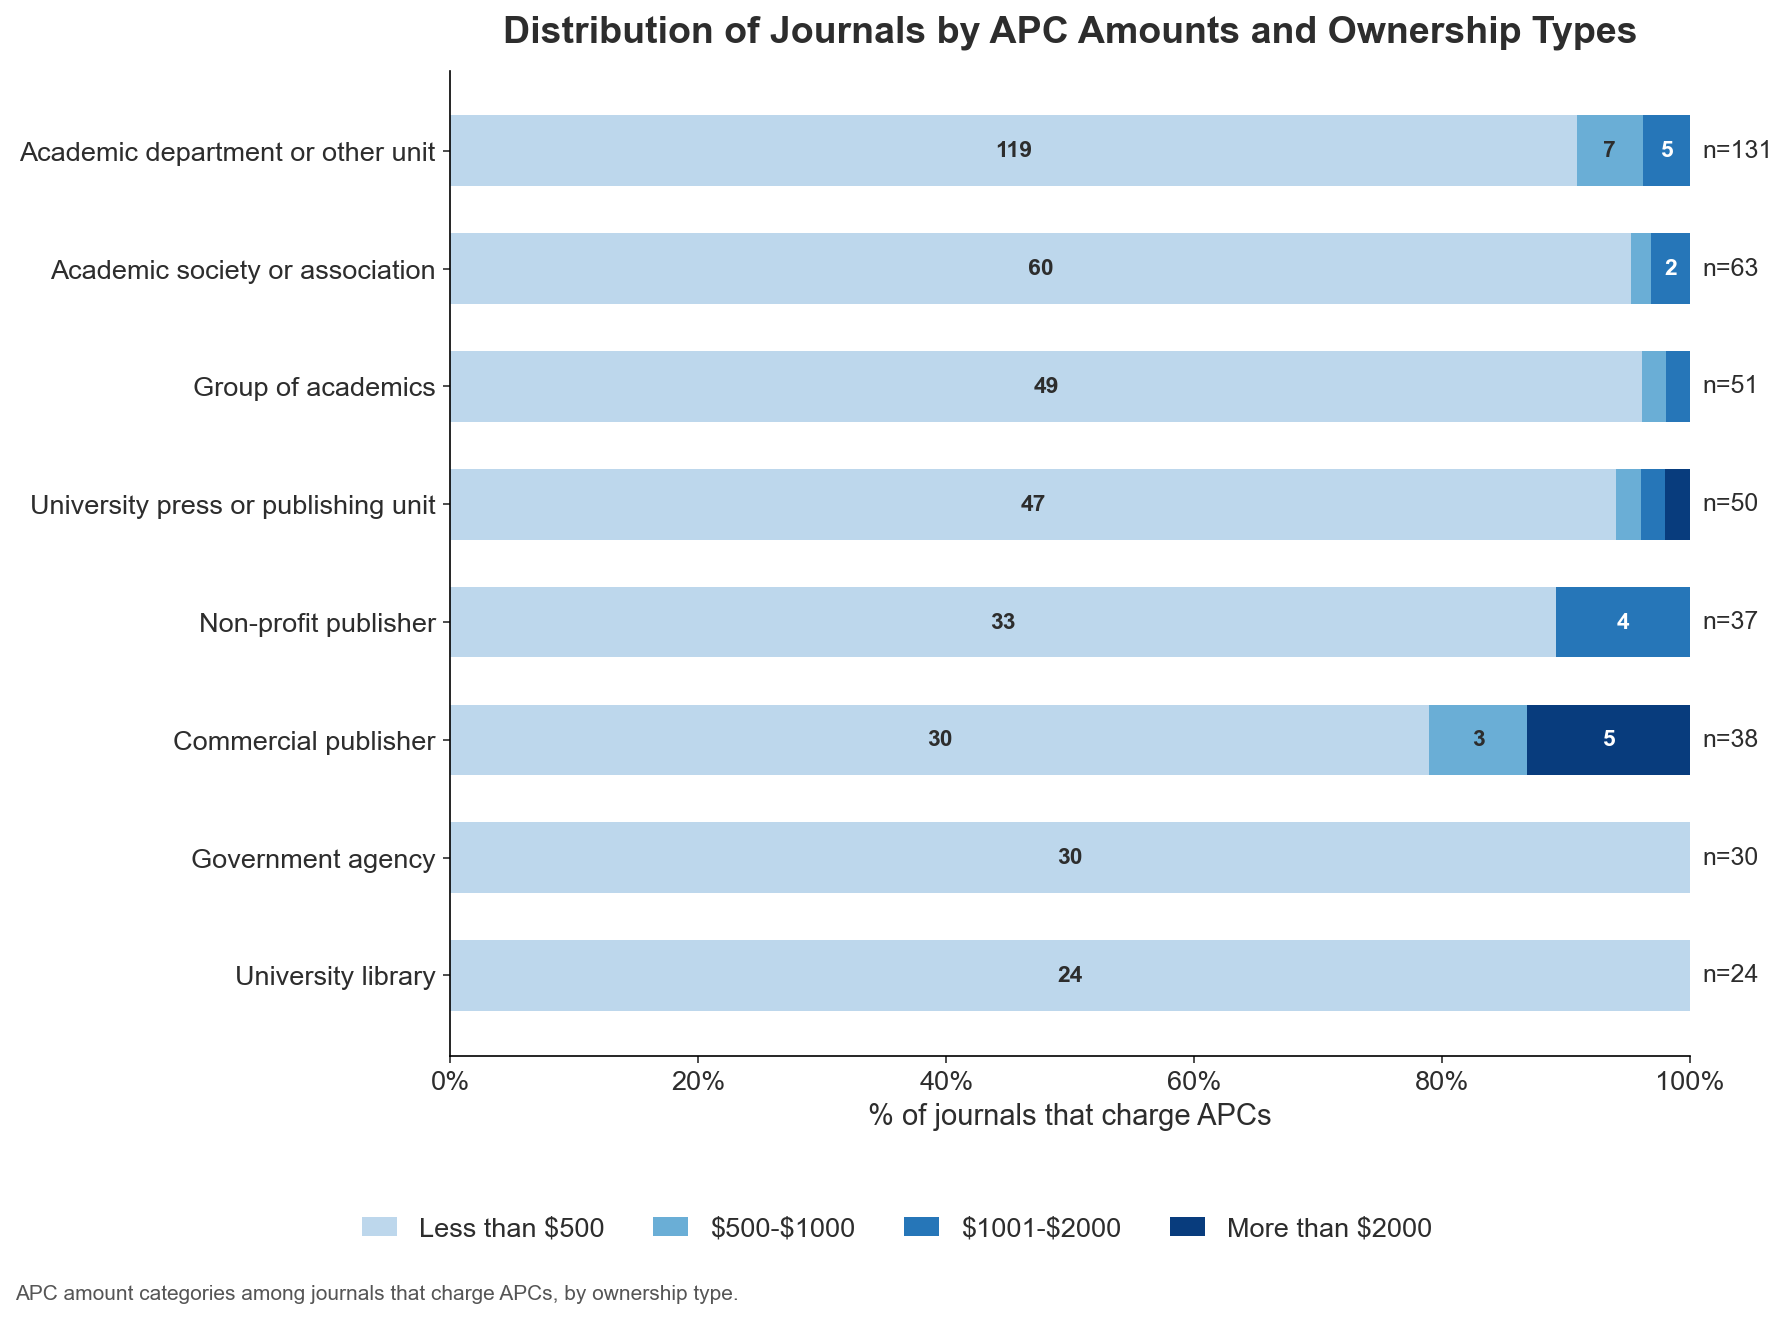 Distribution of Journals by APC Amounts and Ownership Types
Academic department or other unit 119 7 5 n=131
Academic society or association 60 2 n=63
Group of academics 49 n=51
University press or publishing unit 47 n=50
Non-profit publisher 33 4 n=37
Commercial publisher 30 3 5 n=38
Government agency 30 n=30
University library 24 n=24
0% 20% 40% 60% 80% 100%
% of journals that charge APCs
Less than $500 $500-$1000 $1001-$2000 More than $2000
APC amount categories among journals that charge APCs, by ownership type.